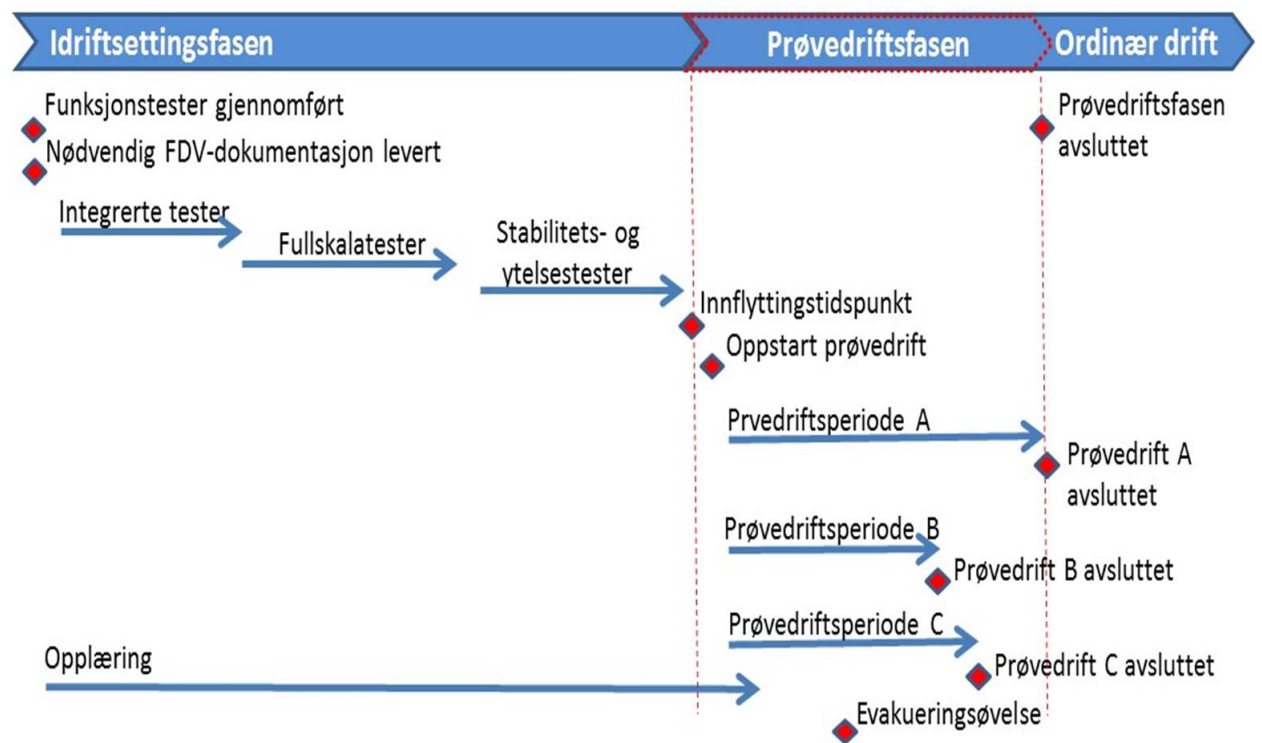 Idriftsettingsfasen
Prøvedriftsfasen
Ordinær drift
Funksjonstester gjennomført
Nødvendig FDV-dokumentasjon levert
Prøvedriftsfasen
avsluttet
Integrerte tester
Fullskalatester
Stabilitets- og
ytelsestester
Innflyttingstidspunkt
Oppstart prøvedrift
Prvedriftsperiode A
Prøvedrift A
avsluttet
Prøvedriftsperiode B
Prøvedrift B avsluttet
Prøvedriftsperiode C
Prøvedrift C avsluttet
Opplæring
Evakueringsøvelse